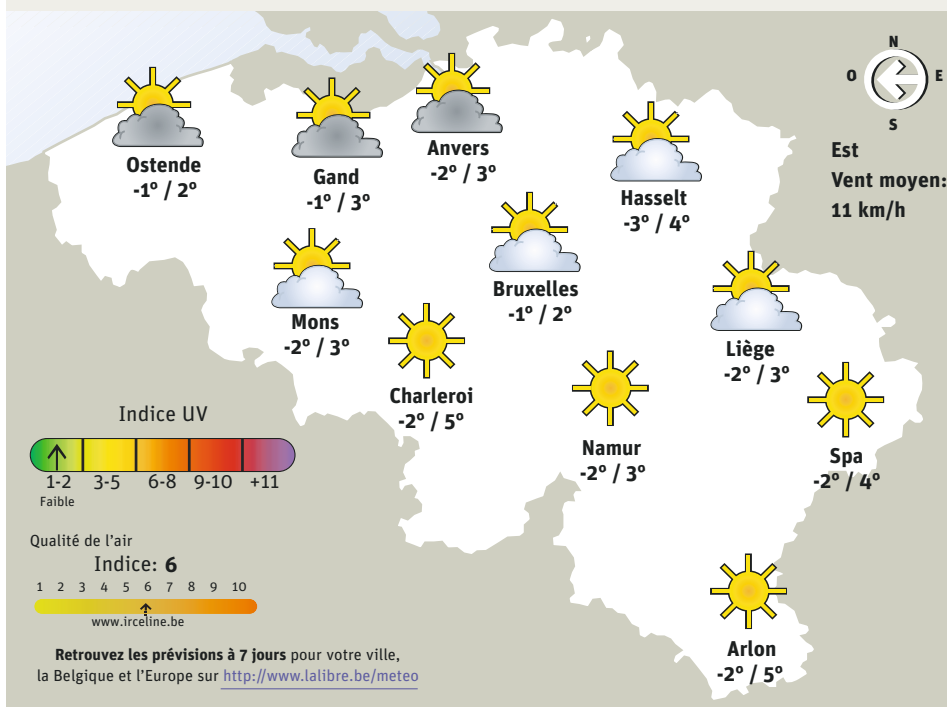 N
O
E
S
Est
Vent moyen:
11 km/h
Ostende
-1° / 2°
Gand
-1° / 3°
Anvers
-2° / 3°
Hasselt
-3° / 4°
Bruxelles
-1° / 2°
Mons
-2° / 3°
Liège
-2° / 3°
Charleroi
-2° / 5°
Namur
-2° / 3°
Spa
-2° / 4°
Arlon
-2° / 5°
Indice UV
1-2 3-5 6-8 9-10 +11
Faible
Qualité de l'air
Indice: 6
1 2 3 4 5 6 7 8 9 10
www.irceline.be
Retrouvez les prévisions à 7 jours pour votre ville,
la Belgique et l'Europe sur http://www.lalibre.be/meteo